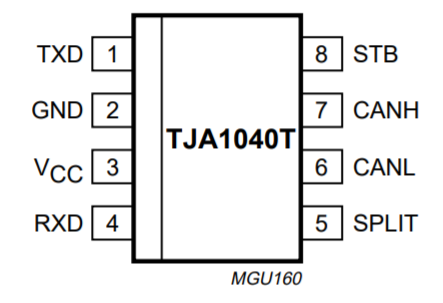 TXD 1 8 STB
GND 2 7 CANH
TJA1040T
VCC 3 6 CANL
RXD 4 5 SPLIT
MGU160